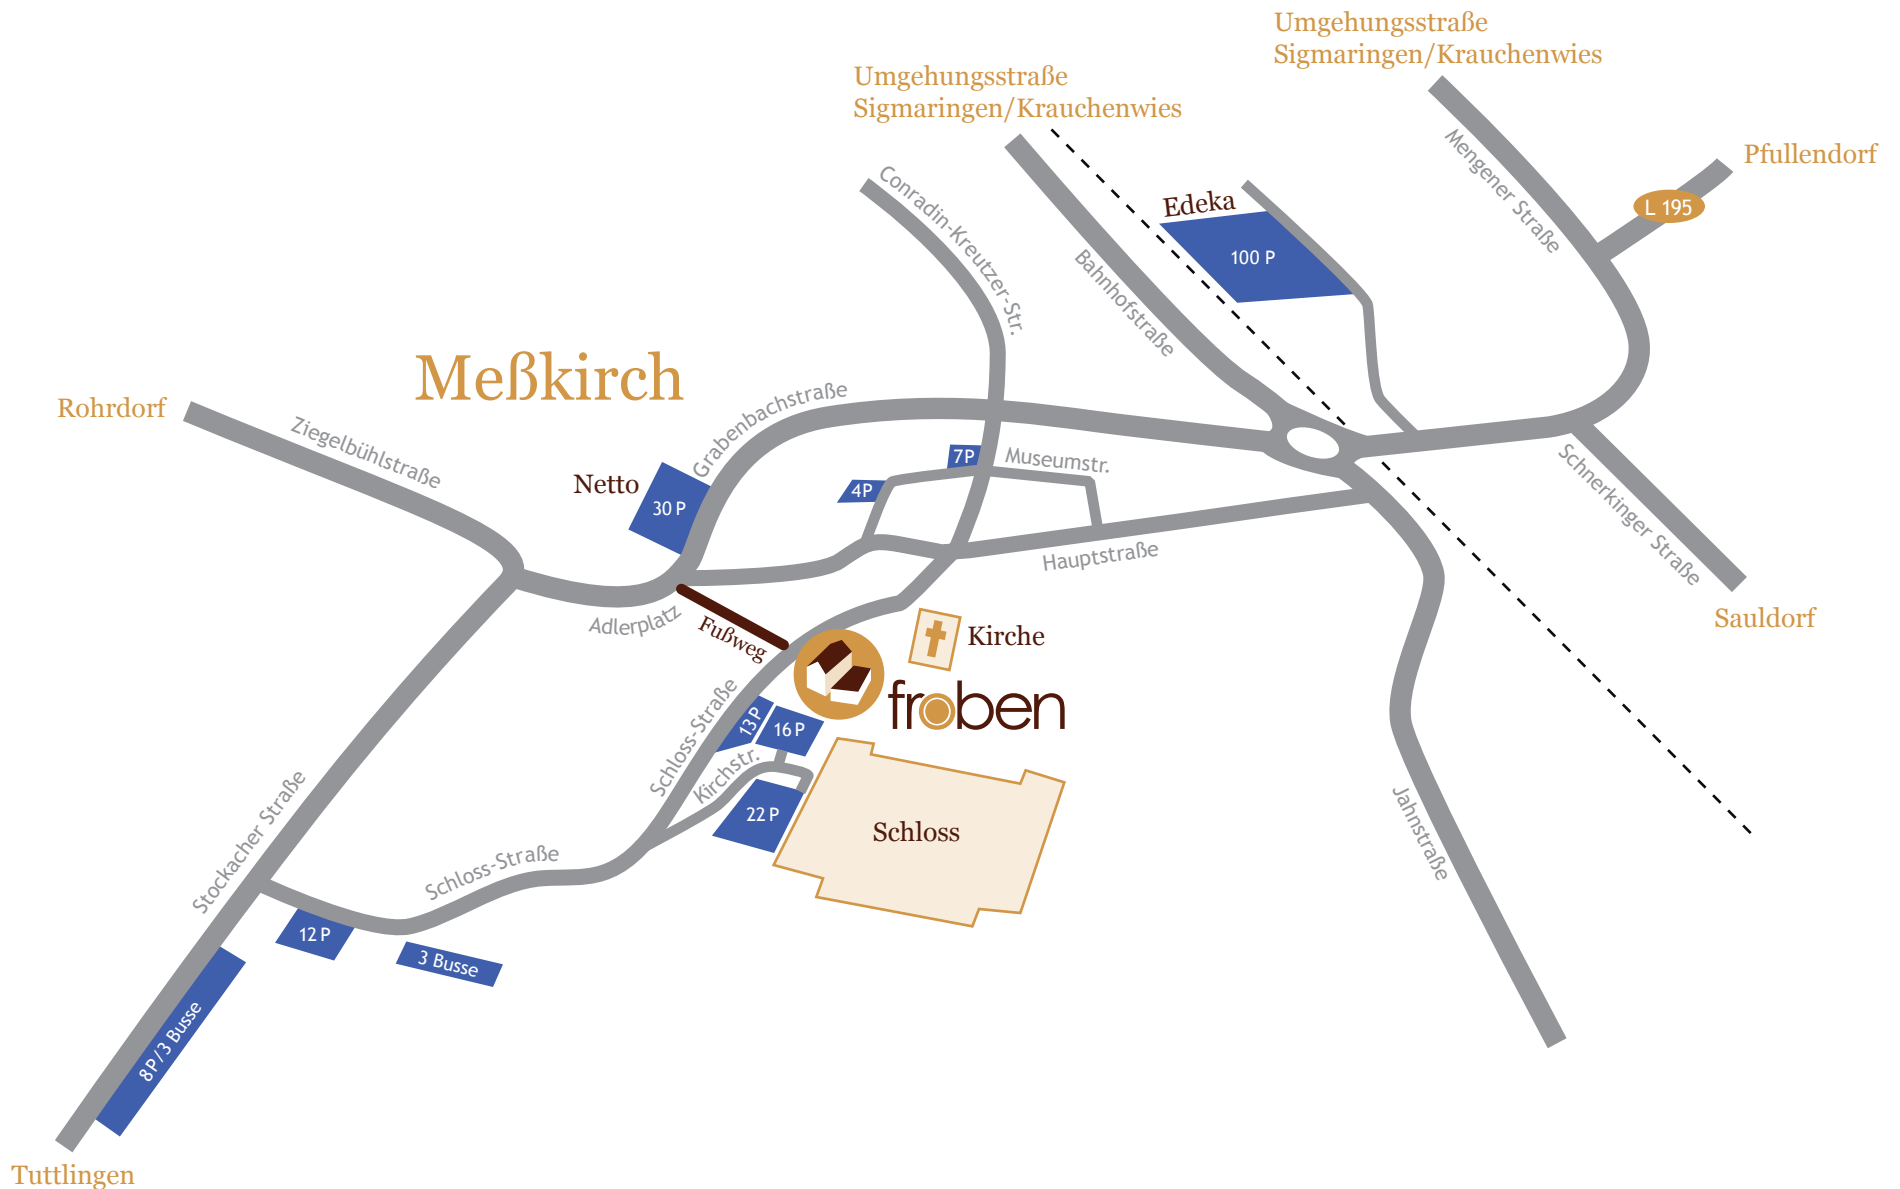 Umgehungsstraße
Sigmaringen/Krauchenwies
Umgehungsstraße
Sigmaringen/Krauchenwies
Mengener Straße
Pfullendorf
L 195
Conradin-Kreutzer-Str.
Edeka
100 P
Bahnhofstraße
Meßkirch
Rohrdorf
Ziegelbühlstraße
Grabenbachstraße
Netto
30 P
7P
Museumstr.
4P
Hauptstraße
Schnerkinger Straße
Sauldorf
Adlerplatz
Fußweg
Kirche
froben
Schloss-Straße
13 P
16 P
Kirchstr.
22 P
Schloss
Jahnstraße
Stockacher Straße
Schloss-Straße
12 P
3 Busse
8 P/3 Busse
Tuttlingen